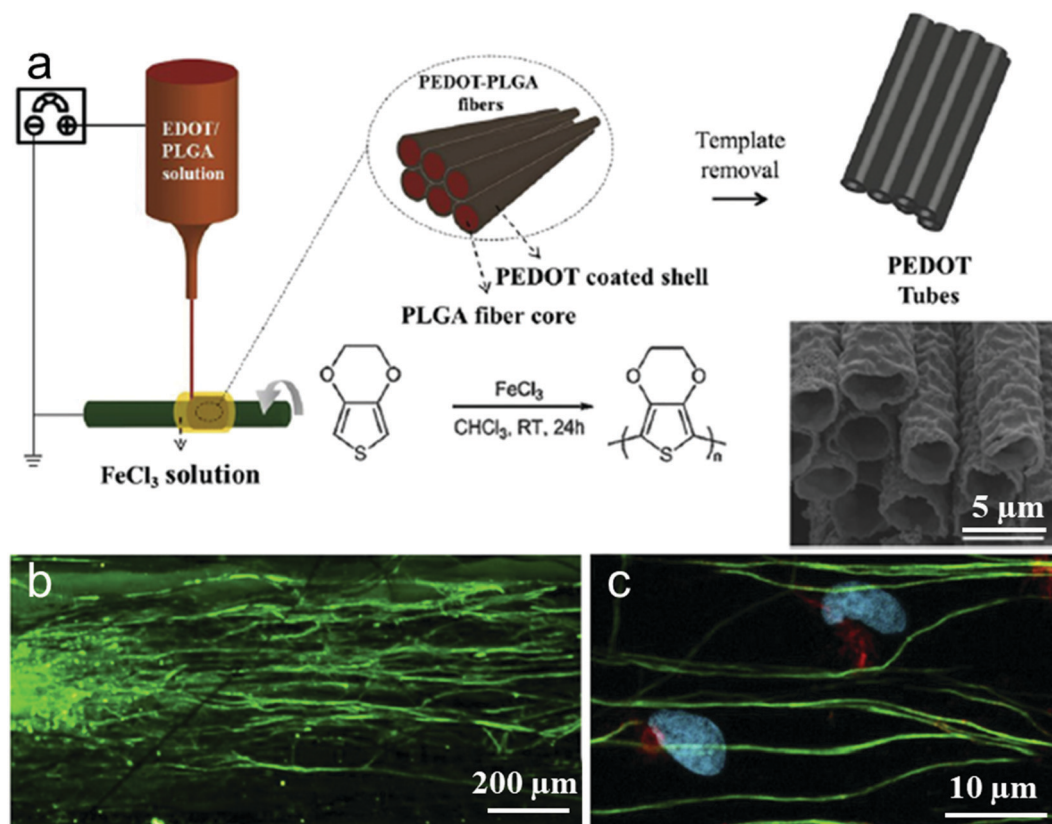 a
EDOT/
PLGA
solution
PEDOT-PLGA
fibers
Template
removal
PEDOT coated shell
PLGA fiber core
PEDOT
Tubes
FeCl₃ solution
O
O
S
FeCl₃
CHCl₃, RT, 24h
O
O
S
n
5 µm
b
200 µm
c
10 µm